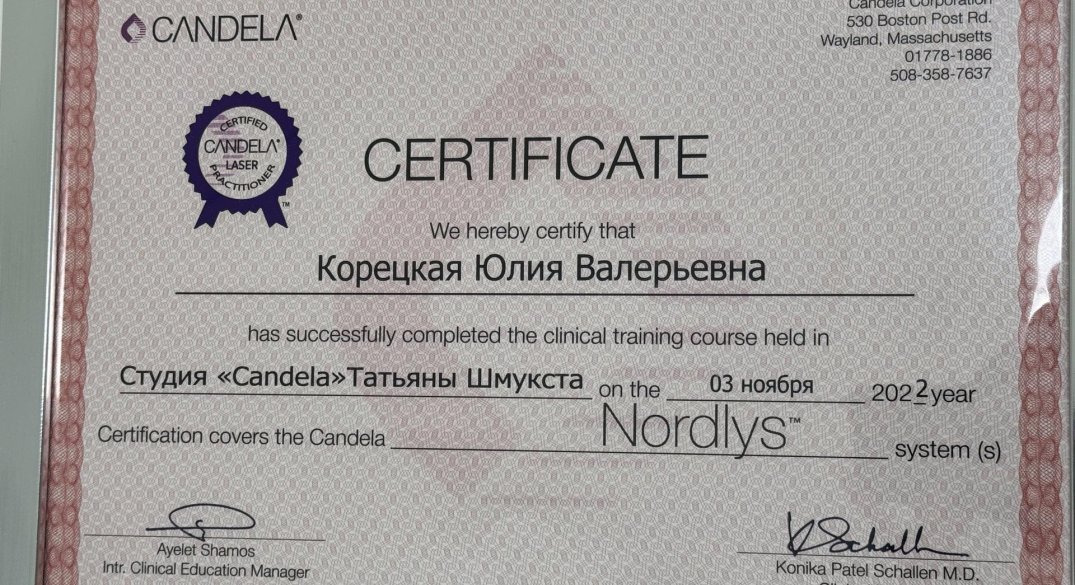 CANDELA®
Candela Corporation
530 Boston Post Rd.
Wayland, Massachusetts
01778-1886
508-358-7637
CERTIFIED
CANDELA®
LASER
PRACTITIONER
TM
CERTIFICATE
We hereby certify that
Корецкая Юлия Валерьевна
has successfully completed the clinical training course held in
Студия «Candela»Татьяны Шмукста on the 03 ноября 2022 year
Certification covers the Candela Nordlys™ system (s)
Ayelet Shamos
Intr. Clinical Education Manager
Konika Patel Schallen M.D.